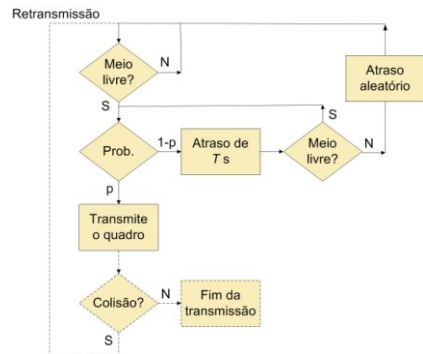 Retransmissão
Meio
livre?
N
S
Atraso
aleatório
S
Prob.
1-p
Atraso de
T s
Meio
livre?
N
p
Transmite
o quadro
Colisão?
N
Fim da
transmissão
S